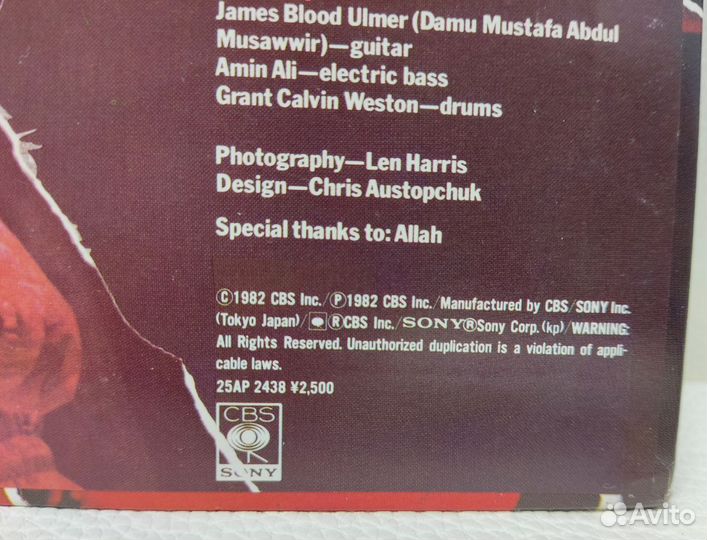 James Blood Ulmer (Damu Mustafa Abdul
Musawwir)—guitar
Amin Ali—electric bass
Grant Calvin Weston—drums
Photography—Len Harris
Design—Chris Austopchuk
Special thanks to: Allah
©1982 CBS Inc./℗1982 CBS Inc./Manufactured by CBS/SONY Inc.
(Tokyo Japan)/®CBS Inc./SONY®Sony Corp. (kp)/WARNING:
All Rights Reserved. Unauthorized duplication is a violation of appli-
cable laws.
25AP 2438 ¥2,500
CBS
SONY
Avito